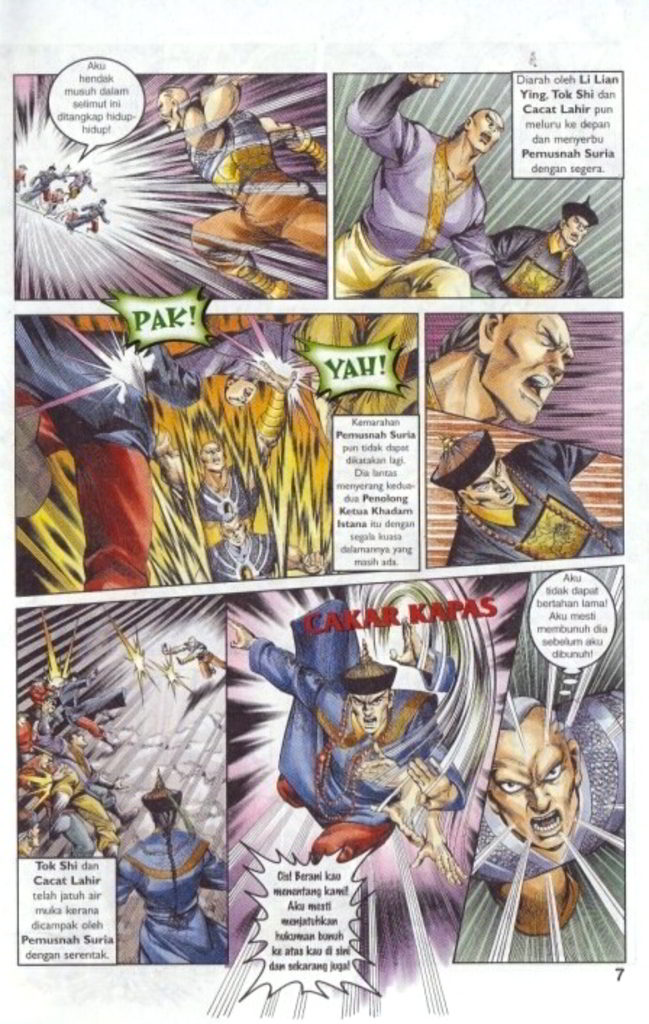 Aku
hendak
musuh dalam
selimut ini
ditangkap hidup-
hidup!
Diarah oleh Li Lian
Ying, Tok Shi dan
Cacat Lahir pun
meluru ke depan
dan menyerbu
Pemusnah Suria
dengan segera.
PAK!
YAH!
Kemarahan
Pemusnah Suria
pun tidak dapat
dikatakan lagi.
Dia lantas
menyerang kedua-
dua Penolong
Ketua Khadam
Istana itu dengan
segala kuasa
dalamannya yang
masih ada.
Tok Shi dan
Cacat Lahir
telah jatuh air
muka kerana
dicampak oleh
Pemusnah Suria
dengan serentak.
CAKAR KAPAS
Cis! Berani kau
menentang kami!
Aku mesti
menjatuhkan
hukuman bunuh
ke atas kau di sini
dan sekarang juga!
Aku
tidak dapat
bertahan lama!
Aku mesti
membunuh dia
sebelum aku
dibunuh!
7